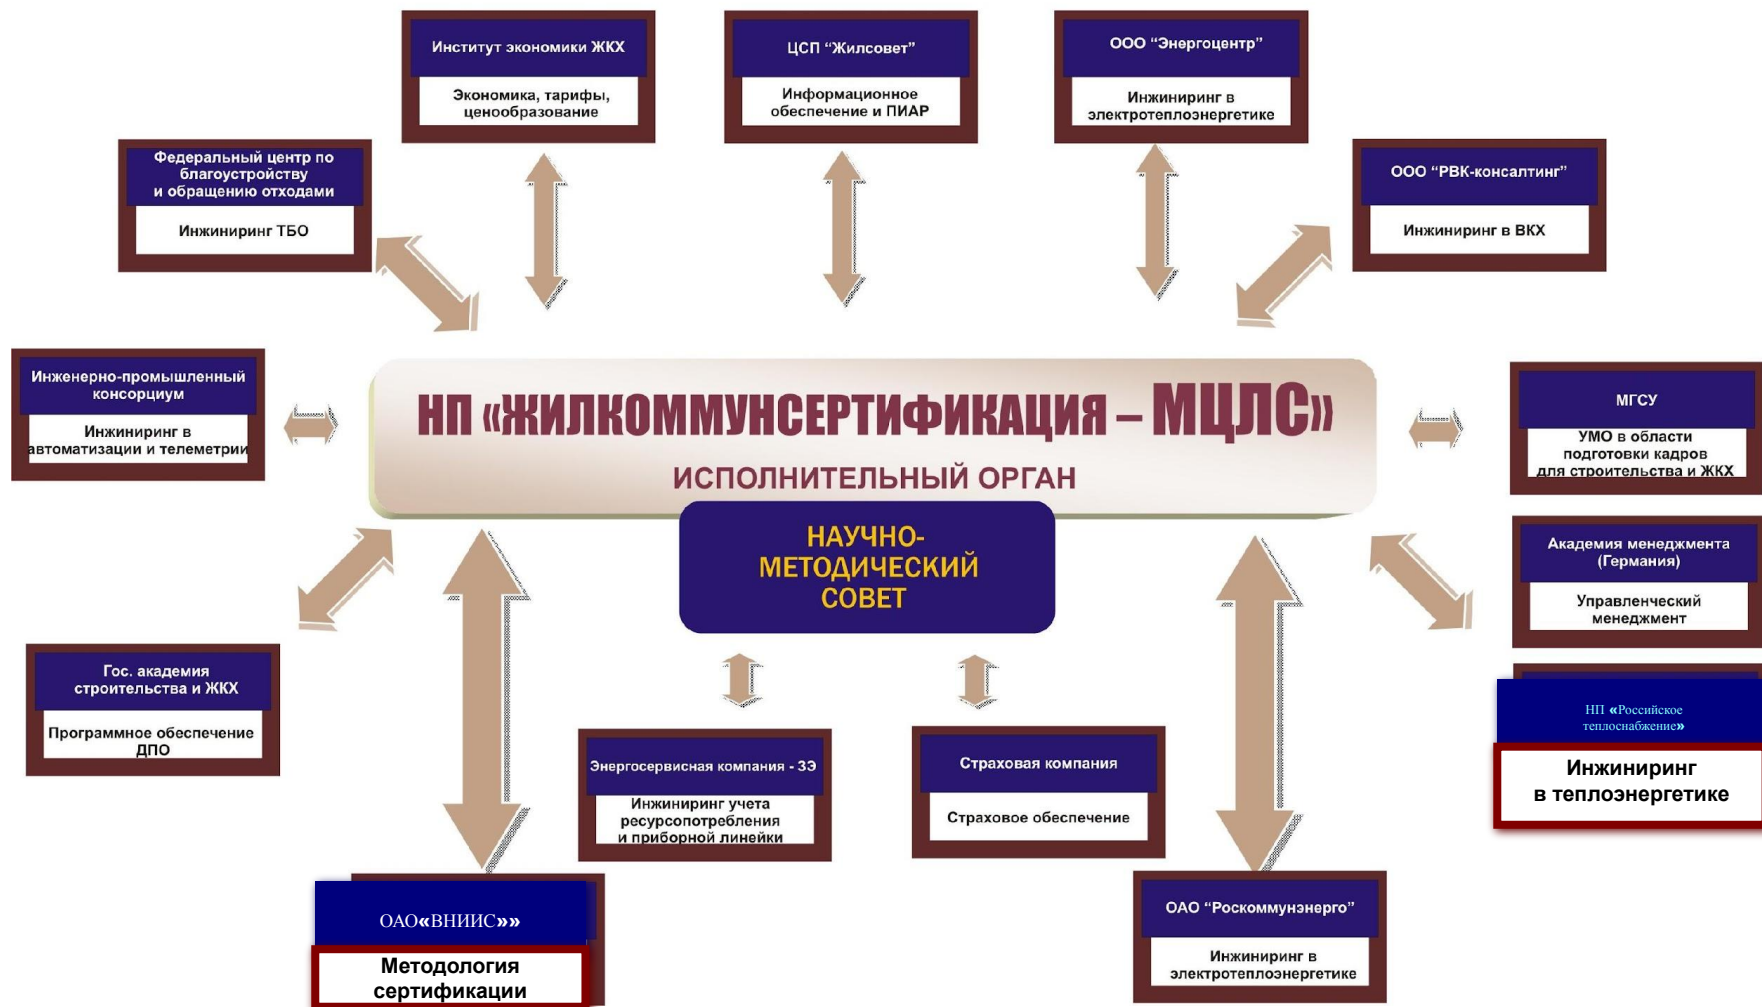 Институт экономики ЖКХ
Экономика, тарифы,
ценообразование
ЦСП “Жилсовет”
Информационное
обеспечение и ПИАР
ООО “Энергоцентр”
Инжиниринг в
электротеплоэнергетике
Федеральный центр по
благоустройству
и обращению отходами
Инжиниринг ТБО
ООО “РВК-консалтинг”
Инжиниринг в ВКХ
Инженерно-промышленный
консорциум
Инжиниринг в
автоматизации и телеметрии
НП «ЖИЛКОММУНСЕРТИФИКАЦИЯ – МЦЛС»
ИСПОЛНИТЕЛЬНЫЙ ОРГАН
НАУЧНО-
МЕТОДИЧЕСКИЙ
СОВЕТ
МГСУ
УМО в области
подготовки кадров
для строительства и ЖКХ
Академия менеджмента
(Германия)
Управленческий
менеджмент
Гос. академия
строительства и ЖКХ
Программное обеспечение
ДПО
НП «Российское
теплоснабжение»
Инжиниринг
в теплоэнергетике
Энергосервисная компания - ЗЭ
Инжиниринг учета
ресурсопотребления
и приборной линейки
Страховая компания
Страховое обеспечение
ОАО«ВНИИС»»
Методология
сертификации
ОАО “Роскоммунэнерго”
Инжиниринг в
электротеплоэнергетике